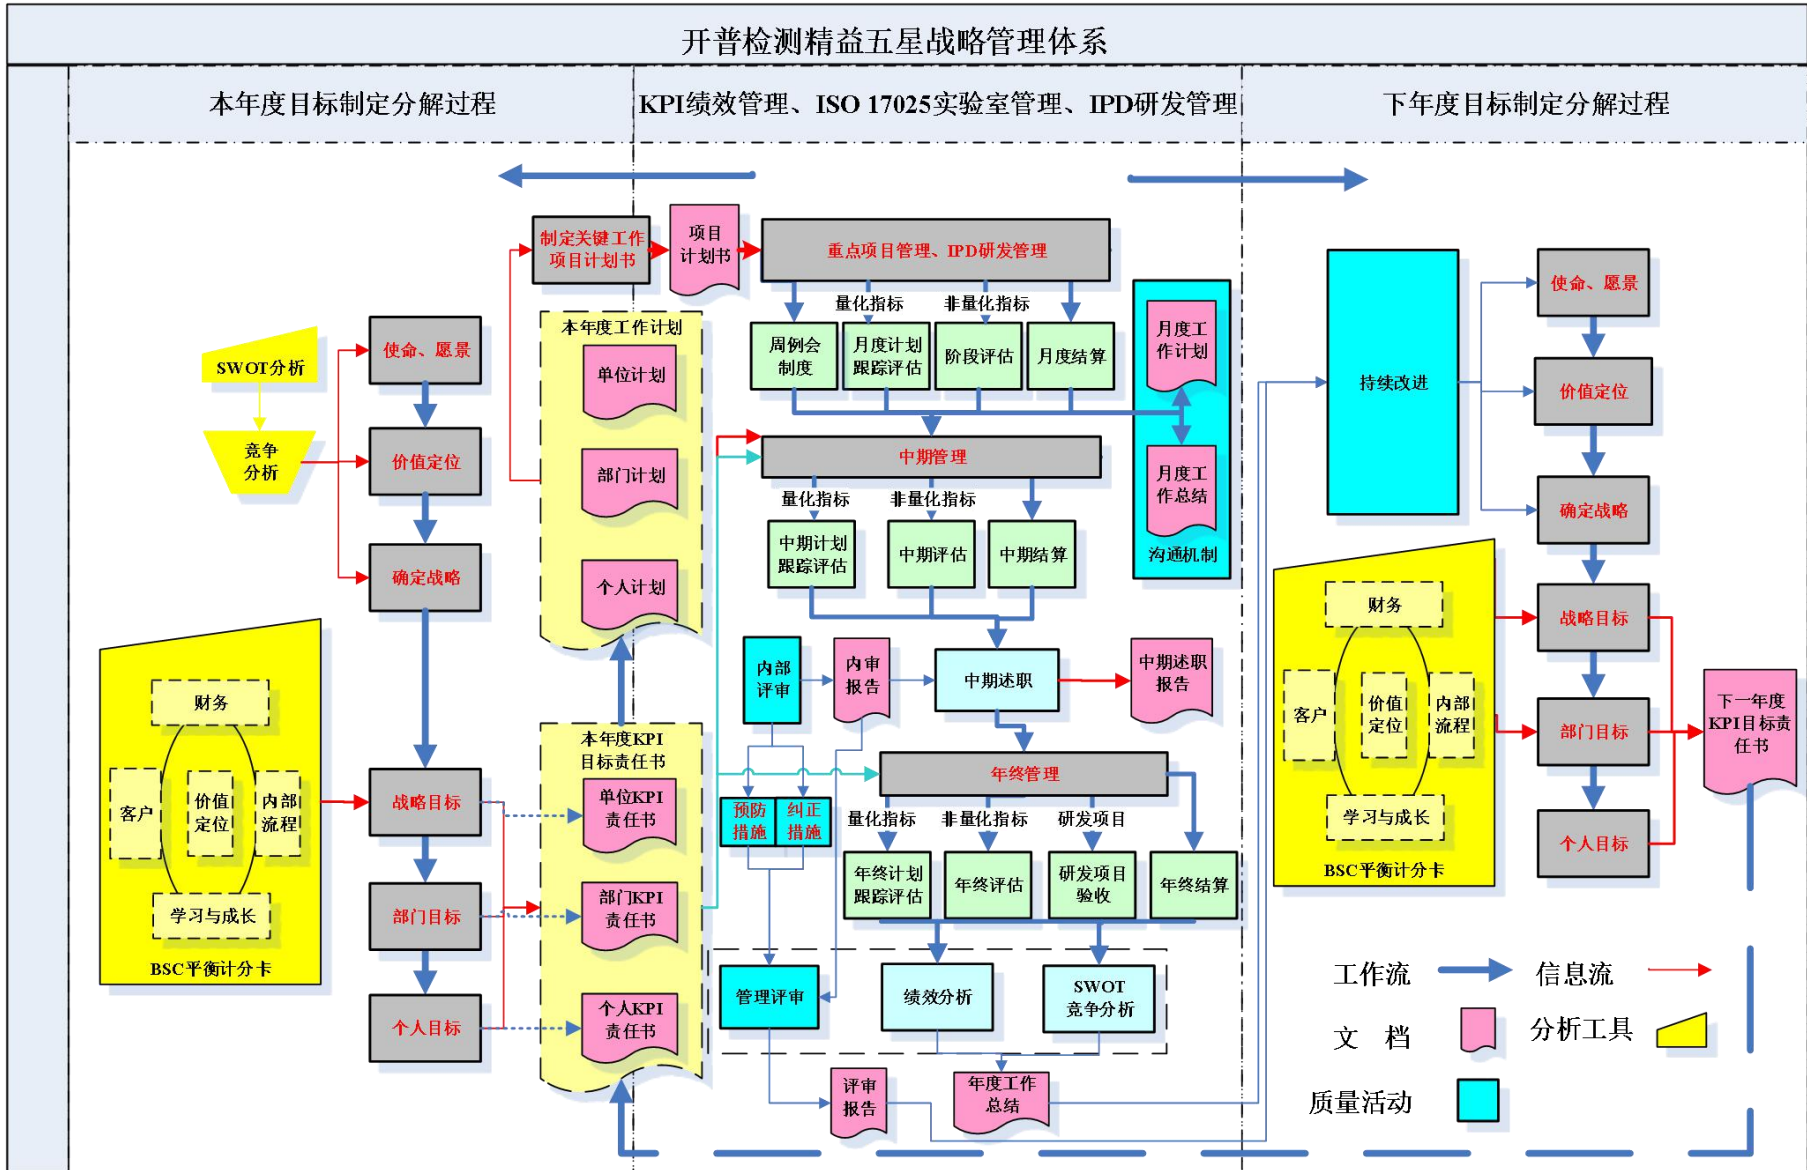 开普检测精益五星战略管理体系
本年度目标制定分解过程
KPI绩效管理、ISO 17025实验室管理、IPD研发管理
下年度目标制定分解过程
SWOT分析
竞争
分析
使命、愿景
价值定位
确定战略
战略目标
部门目标
个人目标
财务
客户
价值
定位
内部
流程
学习与成长
BSC平衡计分卡
制定关键工作
项目计划书
项目
计划书
本年度工作计划
单位计划
部门计划
个人计划
本年度KPI
目标责任书
单位KPI
责任书
部门KPI
责任书
个人KPI
责任书
重点项目管理、IPD研发管理
量化指标
非量化指标
周例会
制度
月度计划
跟踪评估
阶段评估
月度结算
月度工
作计划
月度工
作总结
沟通机制
中期管理
量化指标
非量化指标
中期计划
跟踪评估
中期评估
中期结算
内部
评审
内审
报告
中期述职
中期述职
报告
年终管理
预防
措施
纠正
措施
量化指标
非量化指标
研发项目
年终计划
跟踪评估
年终评估
研发项目
验收
年终结算
管理评审
绩效分析
SWOT
竞争分析
评审
报告
年度工作
总结
持续改进
使命、愿景
价值定位
确定战略
战略目标
部门目标
个人目标
财务
客户
价值
定位
内部
流程
学习与成长
BSC平衡计分卡
下一年度
KPI目标责
任书
工作流
信息流
文 档
分析工具
质量活动